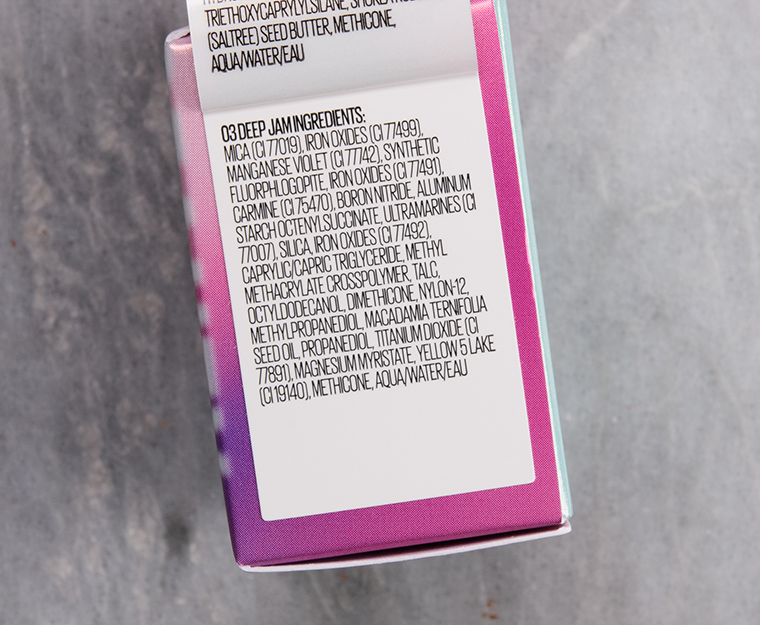 TRIETHOXYCAPRYLYLSILANE,
(SALTREE) SEED BUTTER, METHICONE,
AQUA/WATER/EAU
03 DEEP JAM INGREDIENTS:
MICA (CI 77019), IRON OXIDES (CI 77499),
MANGANESE VIOLET (CI 77742), SYNTHETIC
FLUORPHLOGOPITE, IRON OXIDES (CI 77491),
CARMINE (CI 75470), BORON NITRIDE, ALUMINUM
STARCH OCTENYLSUCCINATE, ULTRAMARINES (CI
77007), SILICA, IRON OXIDES (CI 77492),
CAPRYLIC/CAPRIC TRIGLYCERIDE, METHYL
METHACRYLATE CROSSPOLYMER, TALC,
OCTYLDODECANOL, DIMETHICONE, NYLON-12,
METHYLPROPANEDIOL, MACADAMIA TERNIFOLIA
SEED OIL, PROPANEDIOL, TITANIUM DIOXIDE (CI
77891), MAGNESIUM MYRISTATE, YELLOW 5 LAKE
(CI 19140), METHICONE, AQUA/WATER/EAU